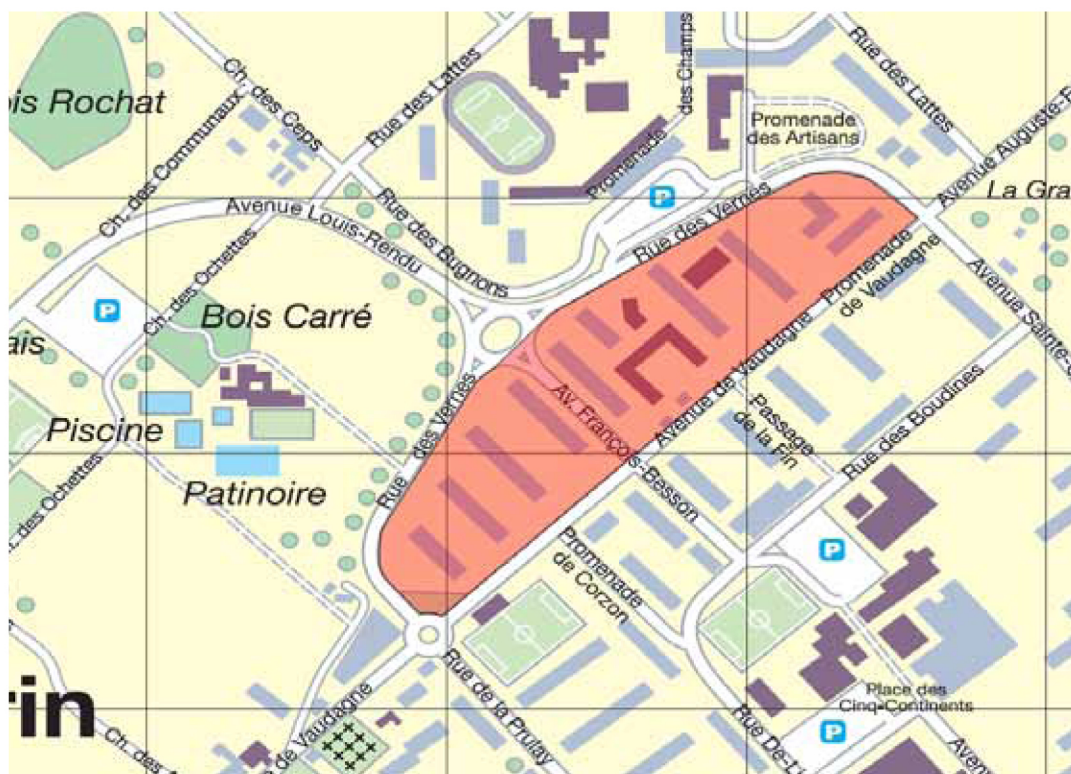 Ch. des Ceps
Rue des Lattes
des Champs
Rue des Lattes
ois Rochat
Ch. des Communaux
Promenade
des Artisans
Avenue Auguste-F
Promenade
P
La Gra
Avenue Louis-Rendu
Rue des Bugnons
Rue des Vernes
Promenade
de Vaudagne
Avenue Sainte-C
Ch. des Ochettes
P
Bois Carré
ais
Avenue de Vaudagne
Rue des Vernes
Av. François-Besson
Passage
de la Fin
Rue des Boudines
Piscine
Patinoire
Ch. des Ochettes
P
Promenade
de Corzon
rin
Rue de la Prulay
Place des
Cinq-Continents
P
de Vaudagne
Ch. des
Rue De-L
Aven